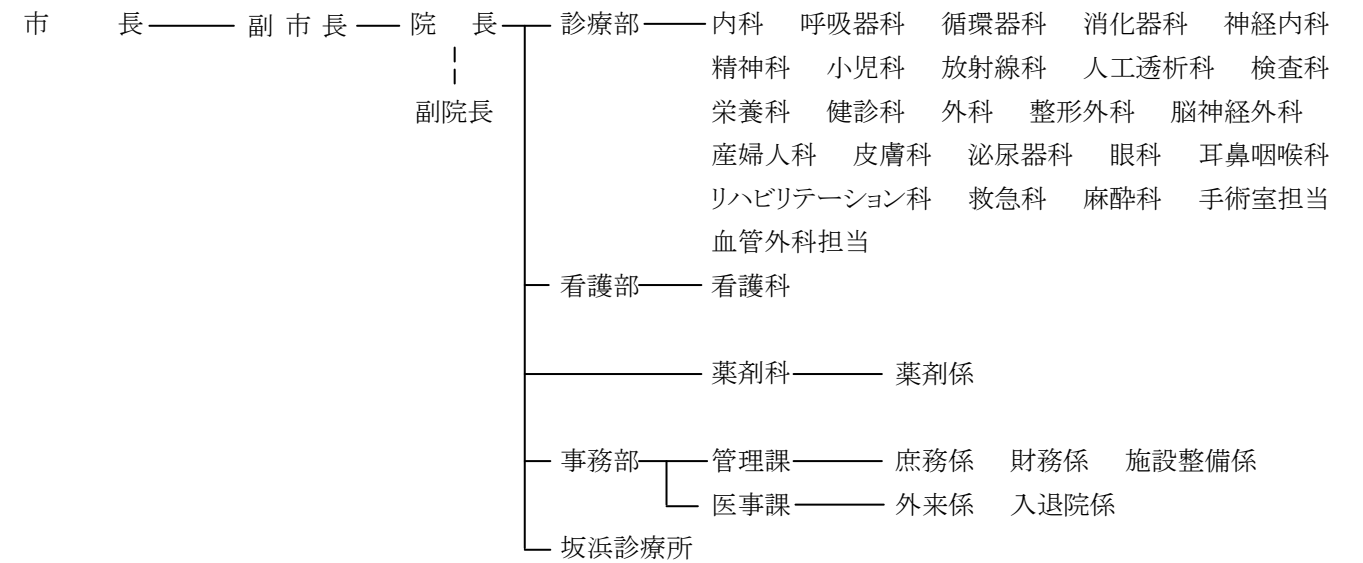 市　長 副市長 院　長 診療部 内科 呼吸器科 循環器科 消化器科 神経内科
精神科 小児科 放射線科 人工透析科 検査科
副院長 栄養科 健診科 外科 整形外科 脳神経外科
産婦人科 皮膚科 泌尿器科 眼科 耳鼻咽喉科
リハビリテーション科 救急科 麻酔科 手術室担当
血管外科担当
看護部 看護科
薬剤科 薬剤係
事務部 管理課 庶務係 財務係 施設整備係
医事課 外来係 入退院係
坂浜診療所